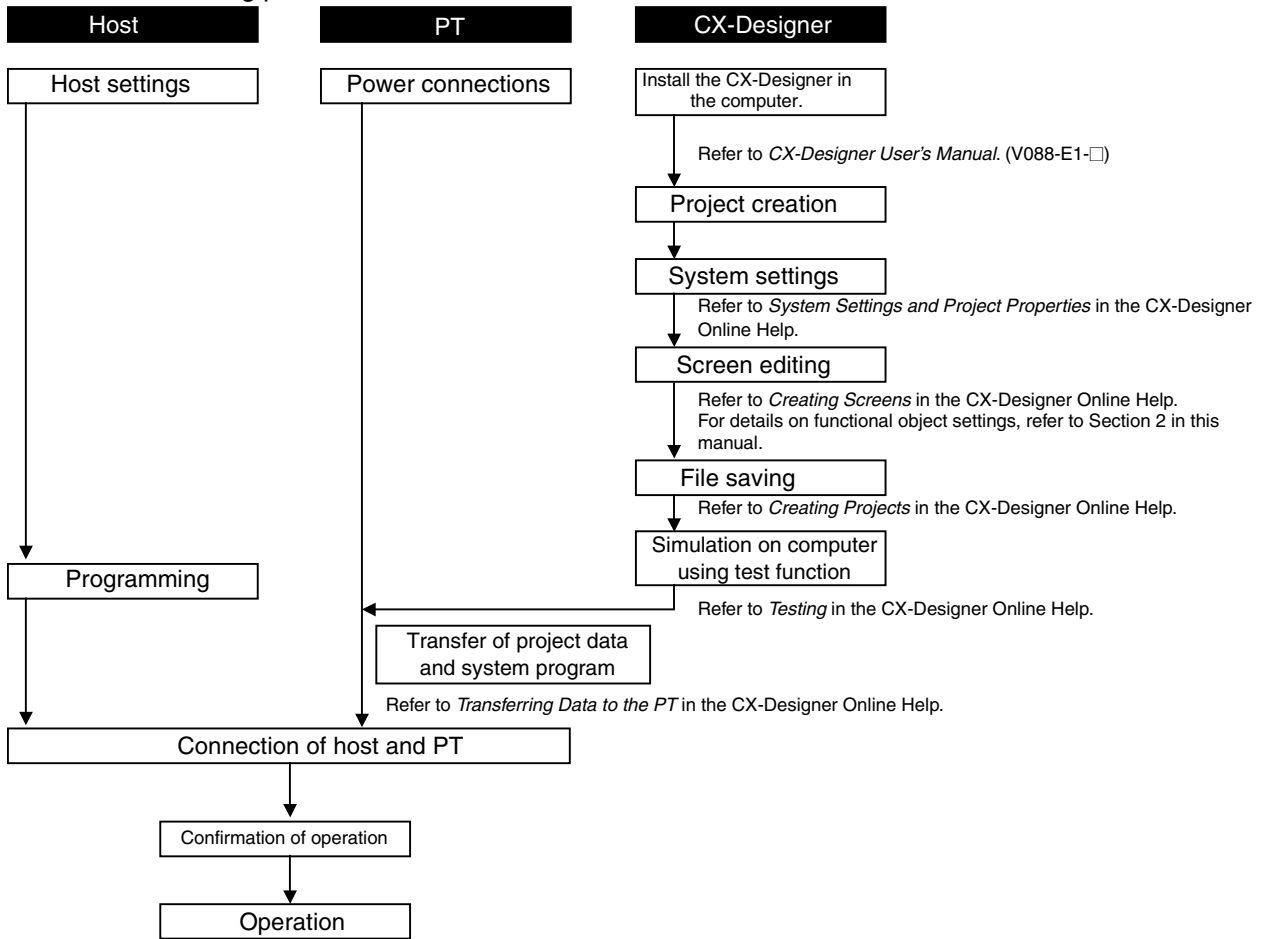 Host
PT
CX-Designer
Host settings
Power connections
Install the CX-Designer in
the computer.
Refer to CX-Designer User's Manual. (V088-E1-□)
Project creation
System settings
Refer to System Settings and Project Properties in the CX-Designer
Online Help.
Screen editing
Refer to Creating Screens in the CX-Designer Online Help.
For details on functional object settings, refer to Section 2 in this
manual.
File saving
Refer to Creating Projects in the CX-Designer Online Help.
Simulation on computer
using test function
Programming
Refer to Testing in the CX-Designer Online Help.
Transfer of project data
and system program
Refer to Transferring Data to the PT in the CX-Designer Online Help.
Connection of host and PT
Confirmation of operation
Operation